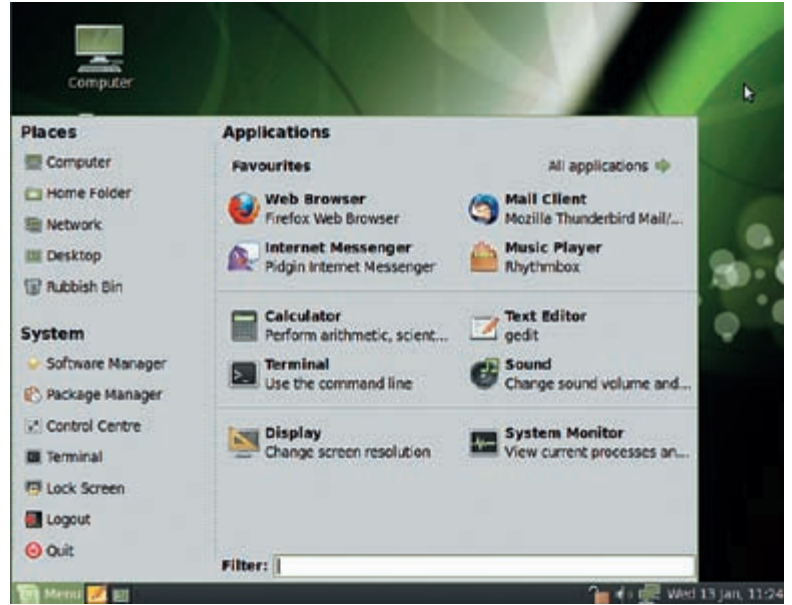 Computer
Places
Computer
Home Folder
Network
Desktop
Rubbish Bin
System
Software Manager
Package Manager
Control Centre
Terminal
Lock Screen
Logout
Quit
Applications
Favourites
All applications
Web Browser
Firefox Web Browser
Mail Client
Mozilla Thunderbird Mail/...
Internet Messenger
Pidgin Internet Messenger
Music Player
Rhythmbox
Calculator
Perform arithmetic, scient...
Text Editor
gedit
Terminal
Use the command line
Sound
Change sound volume and...
Display
Change screen resolution
System Monitor
View current processes an...
Filter:
Menu
Wed 13 Jan, 11:24